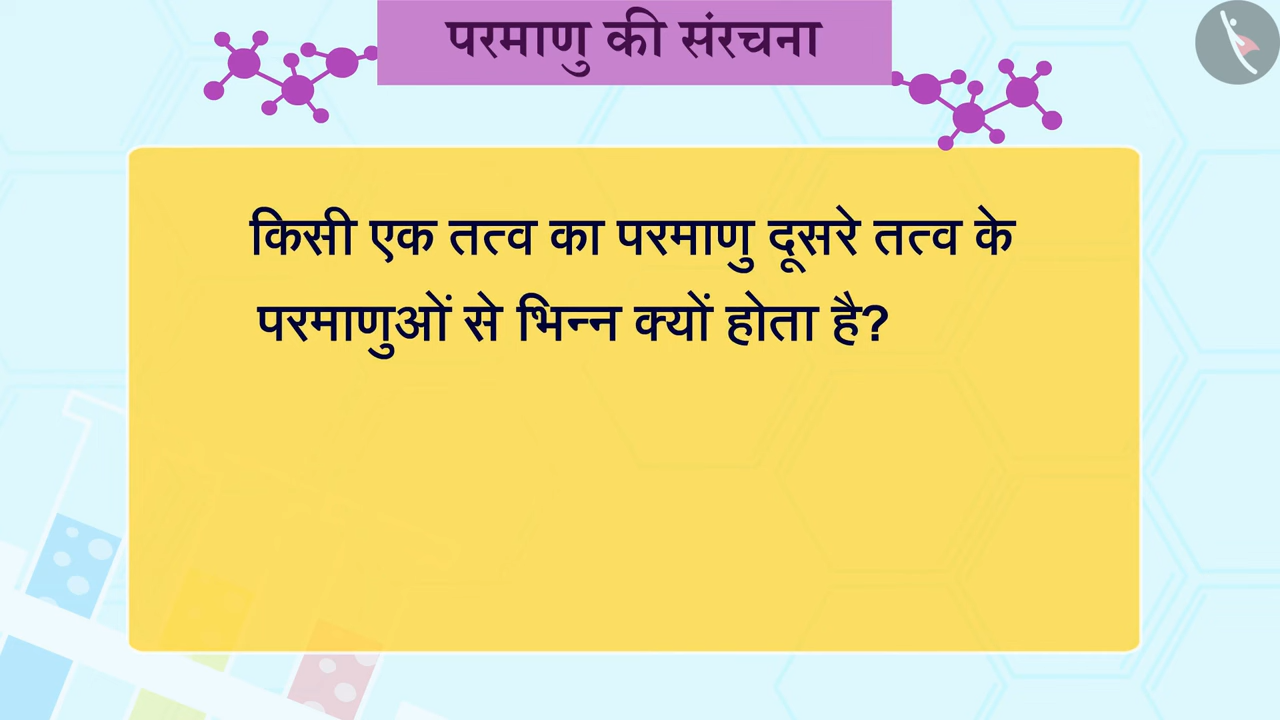 परमाणु की संरचना
किसी एक तत्व का परमाणु दूसरे तत्व के
परमाणुओं से भिन्न क्यों होता है?